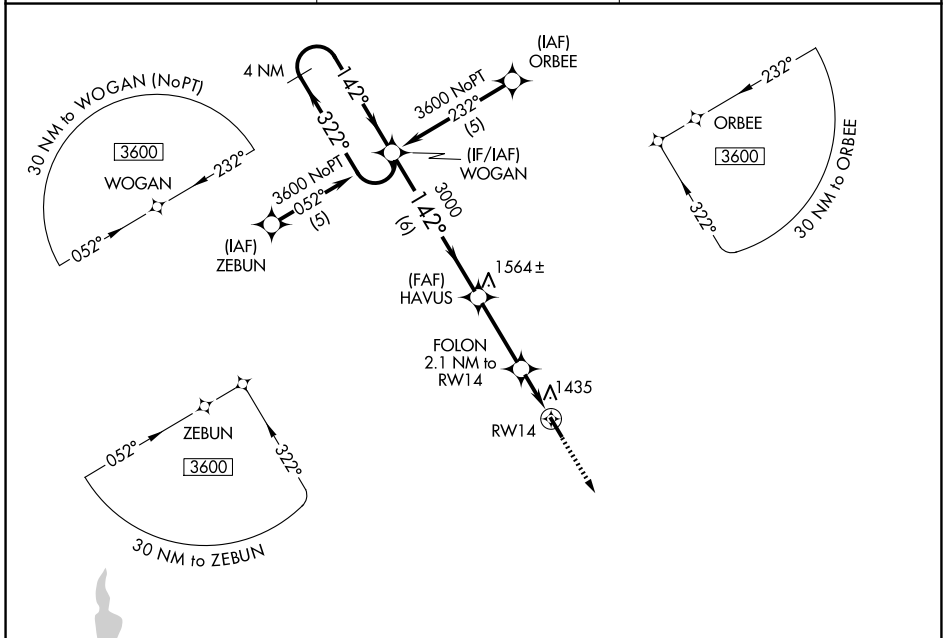 30 NM to WOGAN (NoPT)
3600
WOGAN
232°
052°
4 NM
142°
322°
(IAF)
ORBEE
3600 NoPT
232°
(5)
(IF/IAF)
WOGAN
3600 NoPT
052°
(5)
(IAF)
ZEBUN
3000
142°
(6)
(FAF)
HAVUS
1564 ±
FOLON
2.1 NM to
RW14
1435
RW14
232°
ORBEE
3600
322°
30 NM to ORBEE
052°
ZEBUN
3600
322°
30 NM to ZEBUN